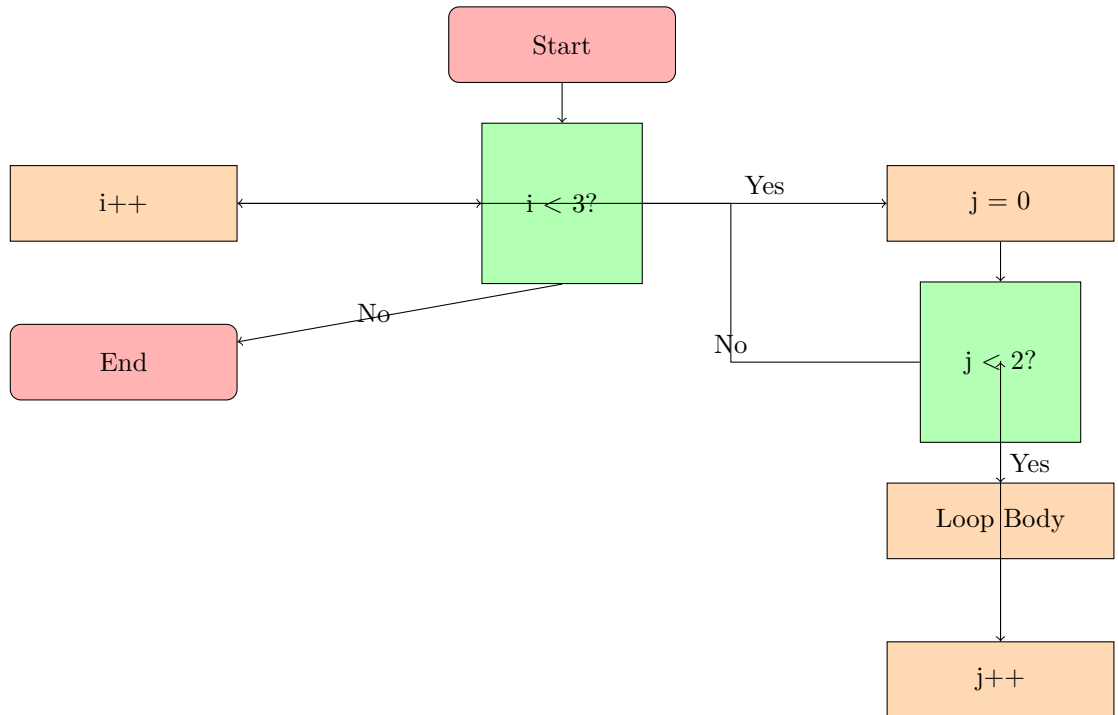 Start
i++
i < 3?
Yes
j = 0
No
End
No
j < 2?
Yes
Loop Body
j++